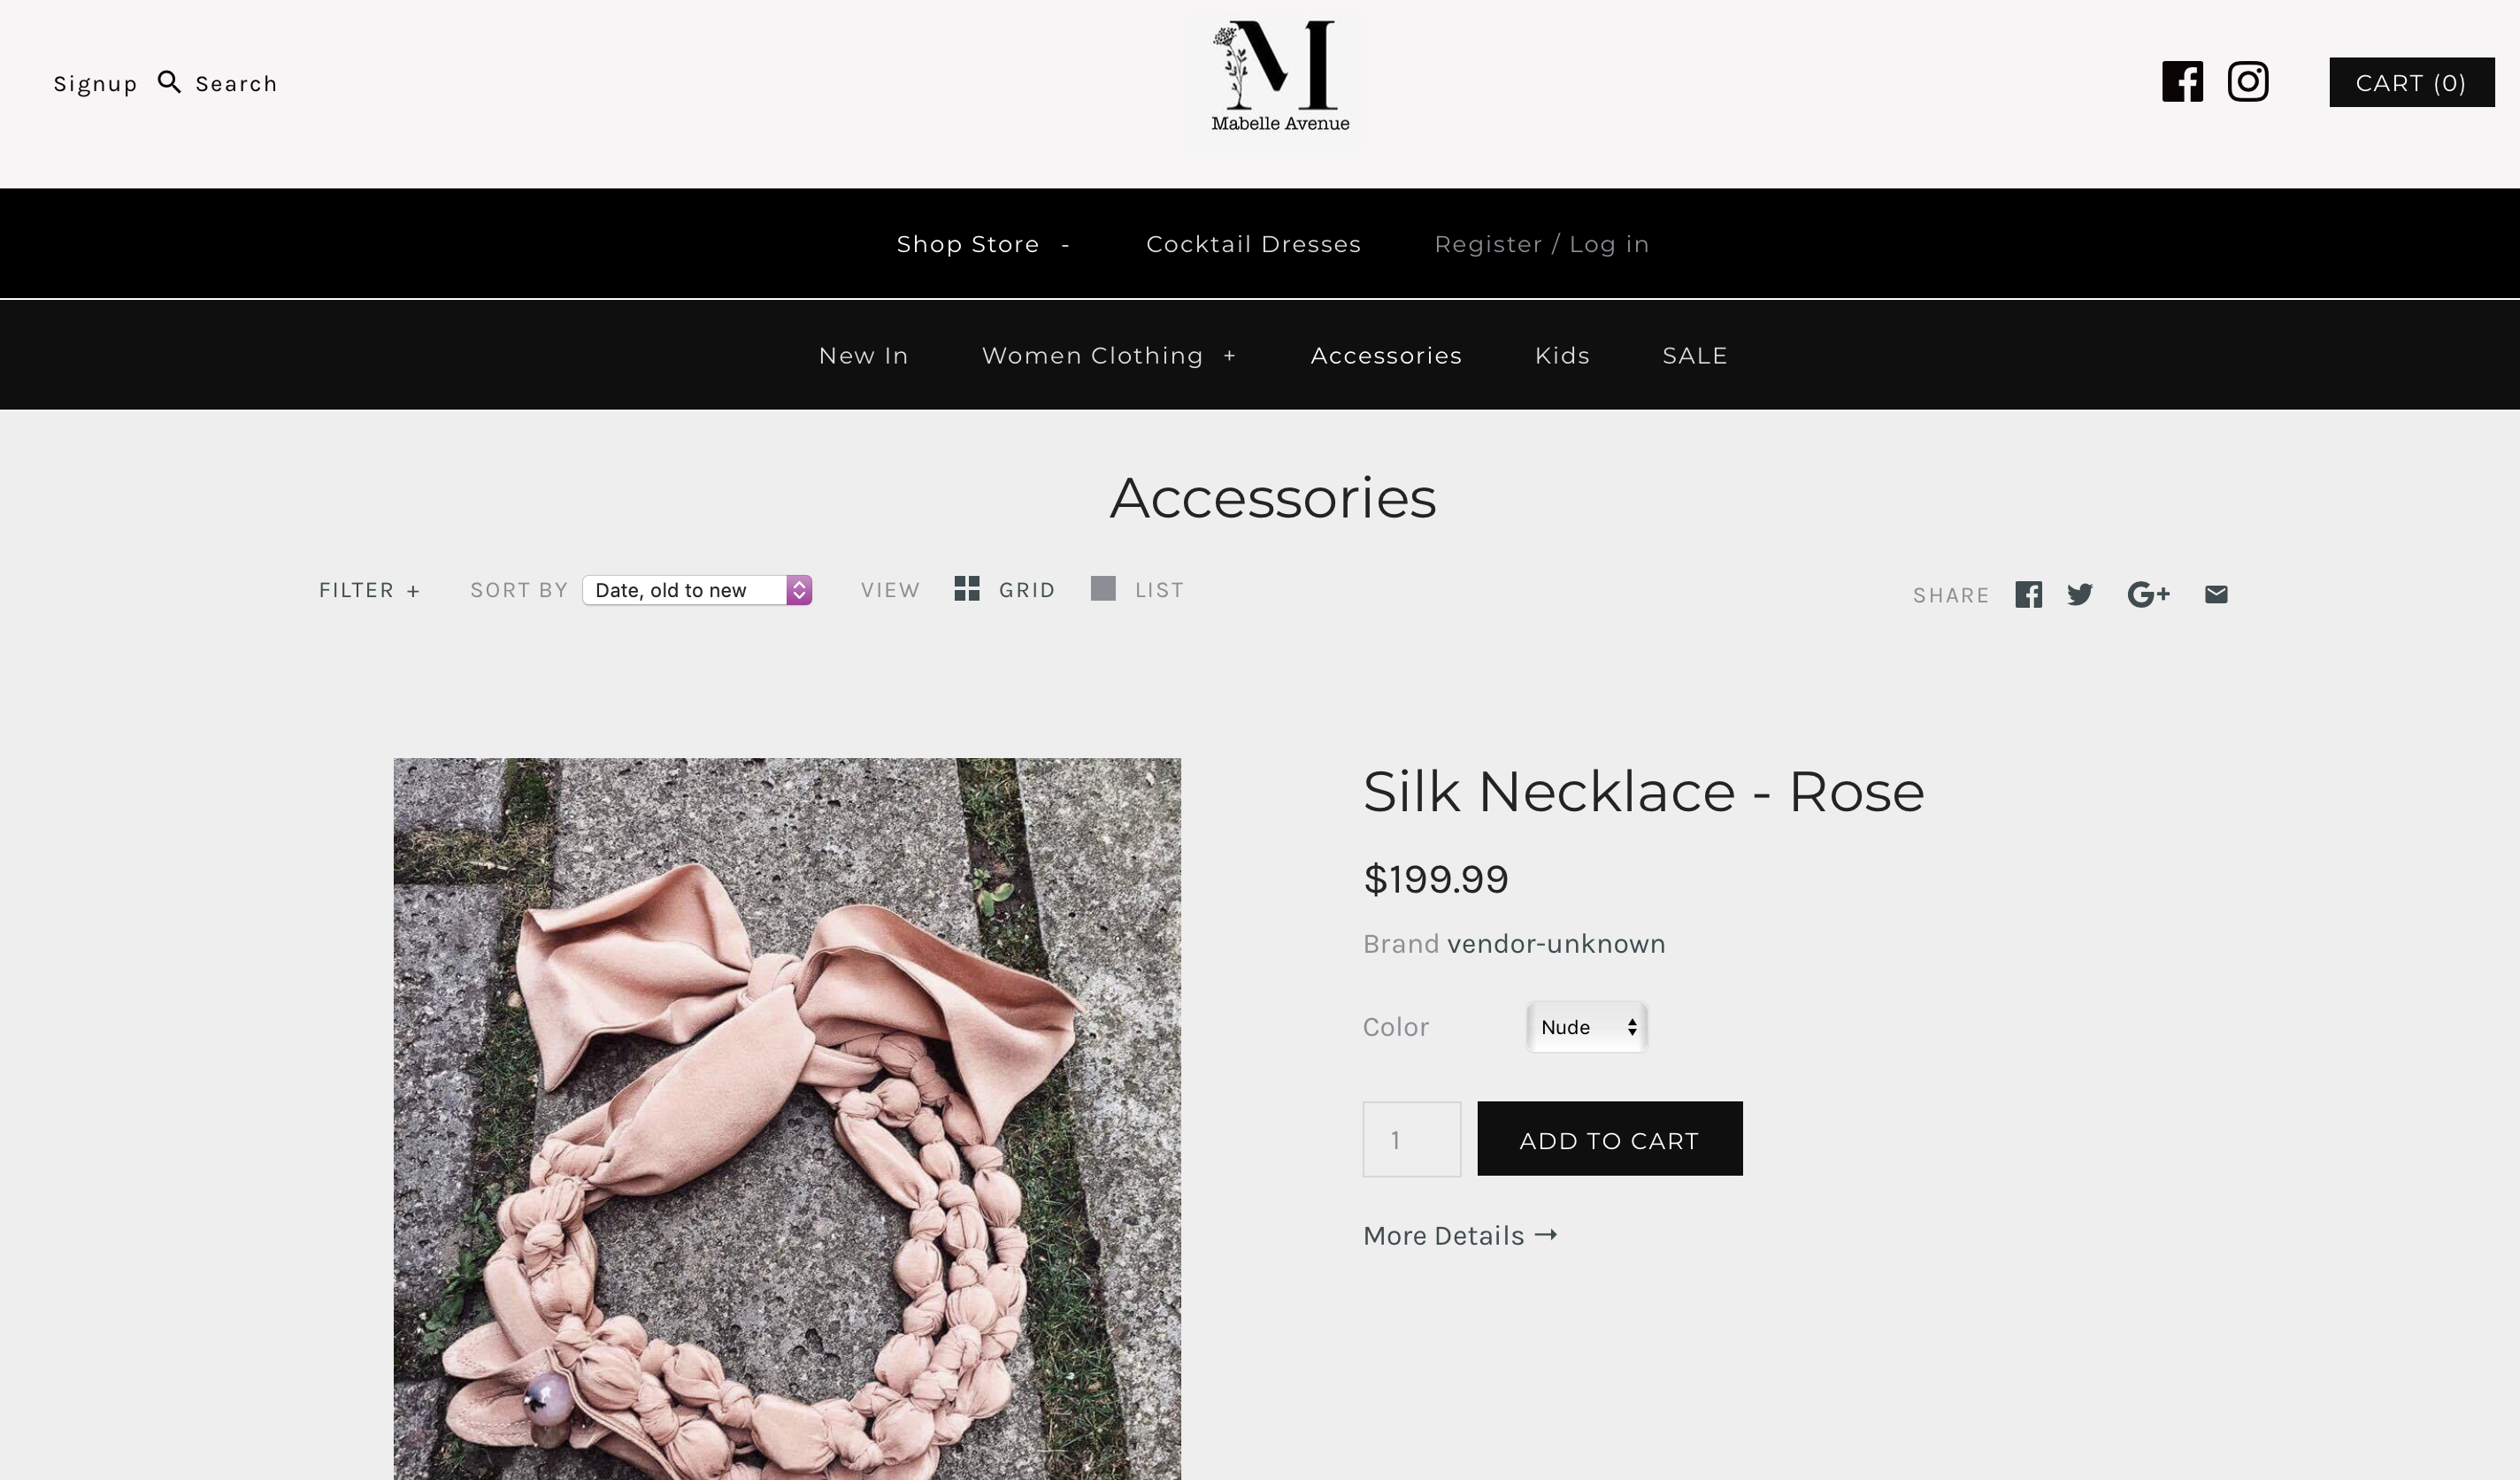 Signup Search
M
Mabelle Avenue
CART (0)
Shop Store - Cocktail Dresses Register / Log in
New In Women Clothing + Accessories Kids SALE
Accessories
FILTER + SORT BY Date, old to new VIEW GRID LIST
SHARE G+
Silk Necklace - Rose
$199.99
Brand vendor-unknown
Color Nude
1 ADD TO CART
More Details →